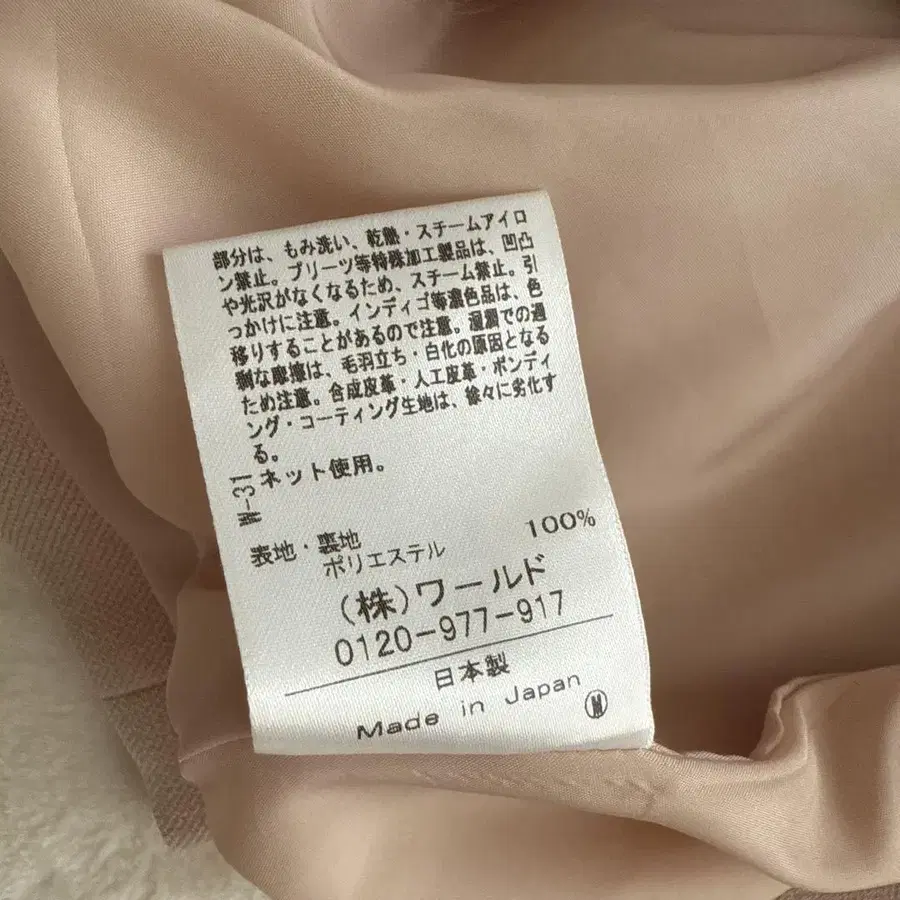 部分は、もみ洗い、乾熱・スチームアイロ
ン禁止。プリーツ等特殊加工製品は、凹凸
や光沢がなくなるため、スチーム禁止。引
っかけに注意。インディゴ等濃色品は、色
移りすることがあるので注意。湿潤での過
剰な摩擦は、毛羽立ち・白化の原因となる
ため注意。合成皮革・人工皮革・ボンディ
ング・コーティング生地は、徐々に劣化す
る。
W-31
ネット使用。
表地・裏地
ポリエステル 100%
(株)ワールド
0120-977-917
日本製
Made in Japan
M